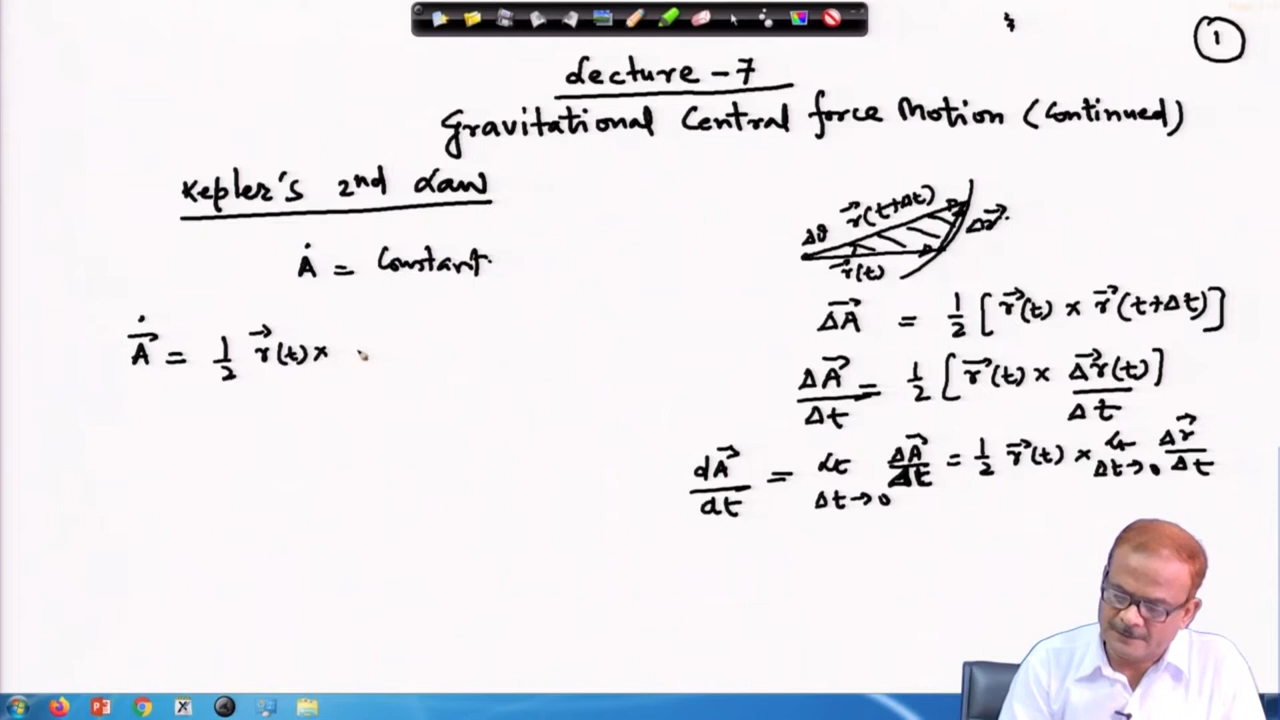 1
Lecture - 7
Gravitational Central force Motion (Continued)
Kepler's 2nd Law
Ȧ = Constant.
Δθ r⃗(t+Δt) Δr⃗
r⃗(t)
ΔA⃗ = 1/2 [r⃗(t) × r⃗(t+Δt)]
ΔA⃗/Δt = 1/2 [r⃗(t) × Δr⃗(t)/Δt]
dA⃗/dt = Lt Δt→0 ΔA⃗/Δt = 1/2 r⃗(t) × Lt Δt→0 Δr⃗/Δt
Ȧ⃗ = 1/2 r⃗(t) ×